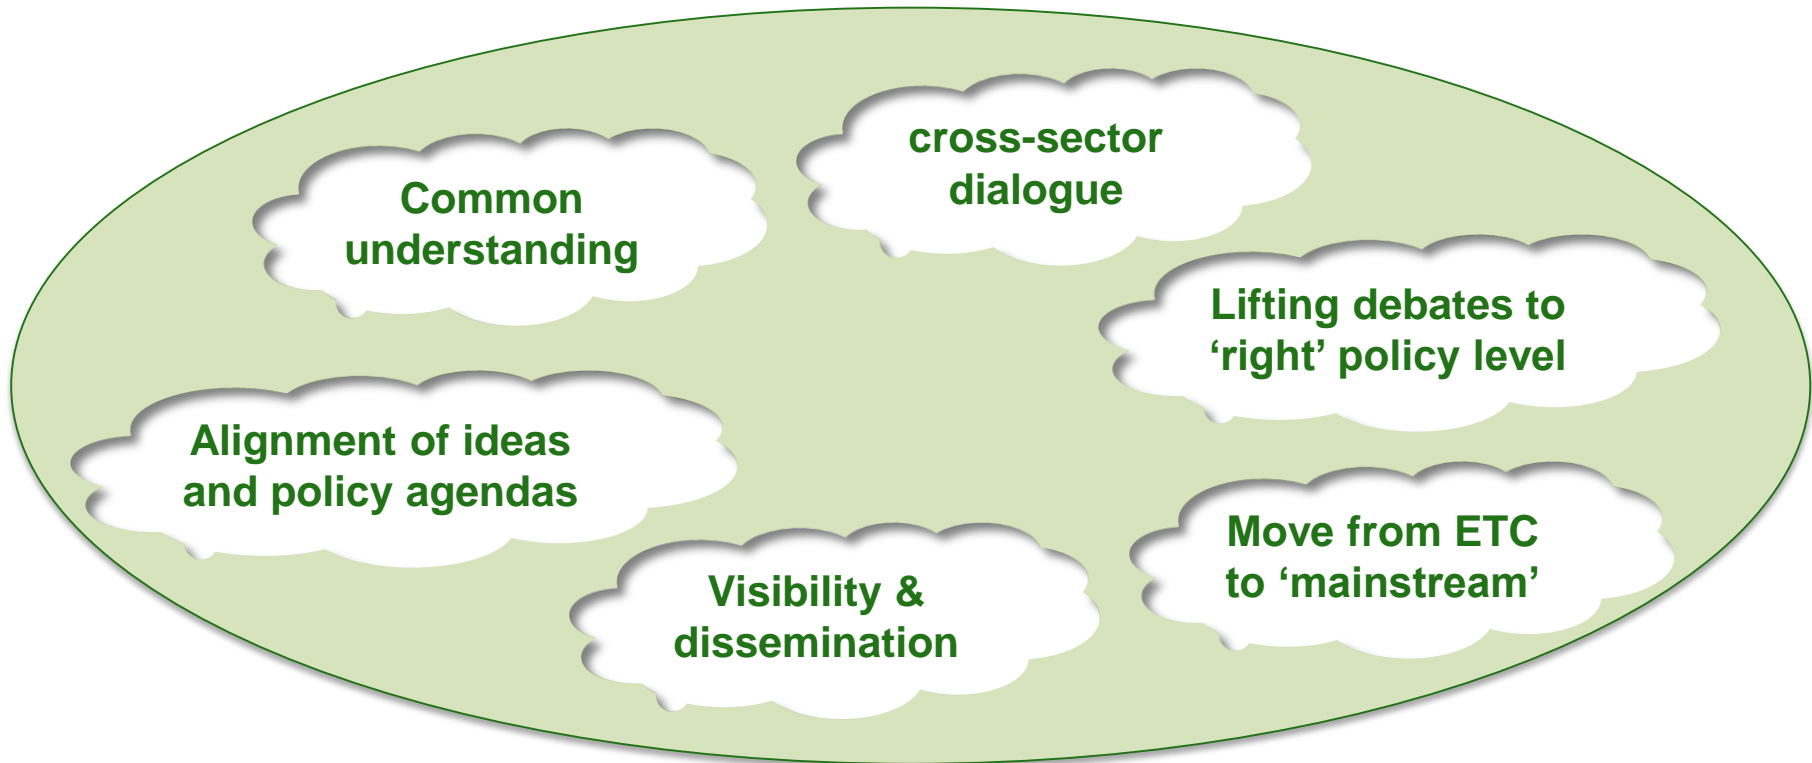 cross-sector
dialogue
Common
understanding
Lifting debates to
‘right’ policy level
Alignment of ideas
and policy agendas
Move from ETC
to ‘mainstream’
Visibility &
dissemination